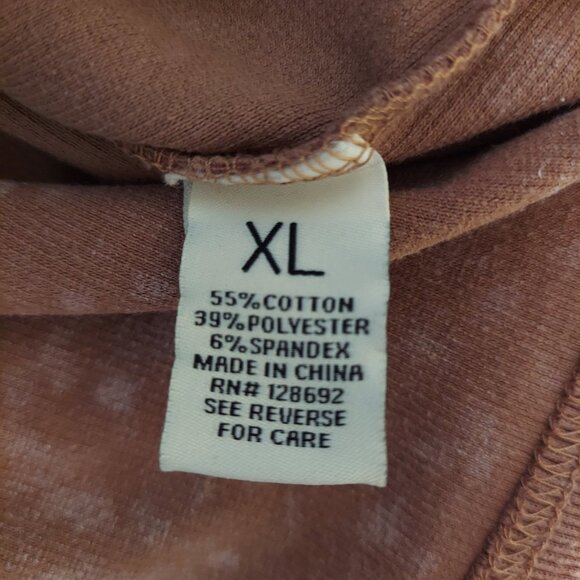 XL
55%COTTON
39%POLYESTER
6%SPANDEX
MADE IN CHINA
RN# 128692
SEE REVERSE
FOR CARE